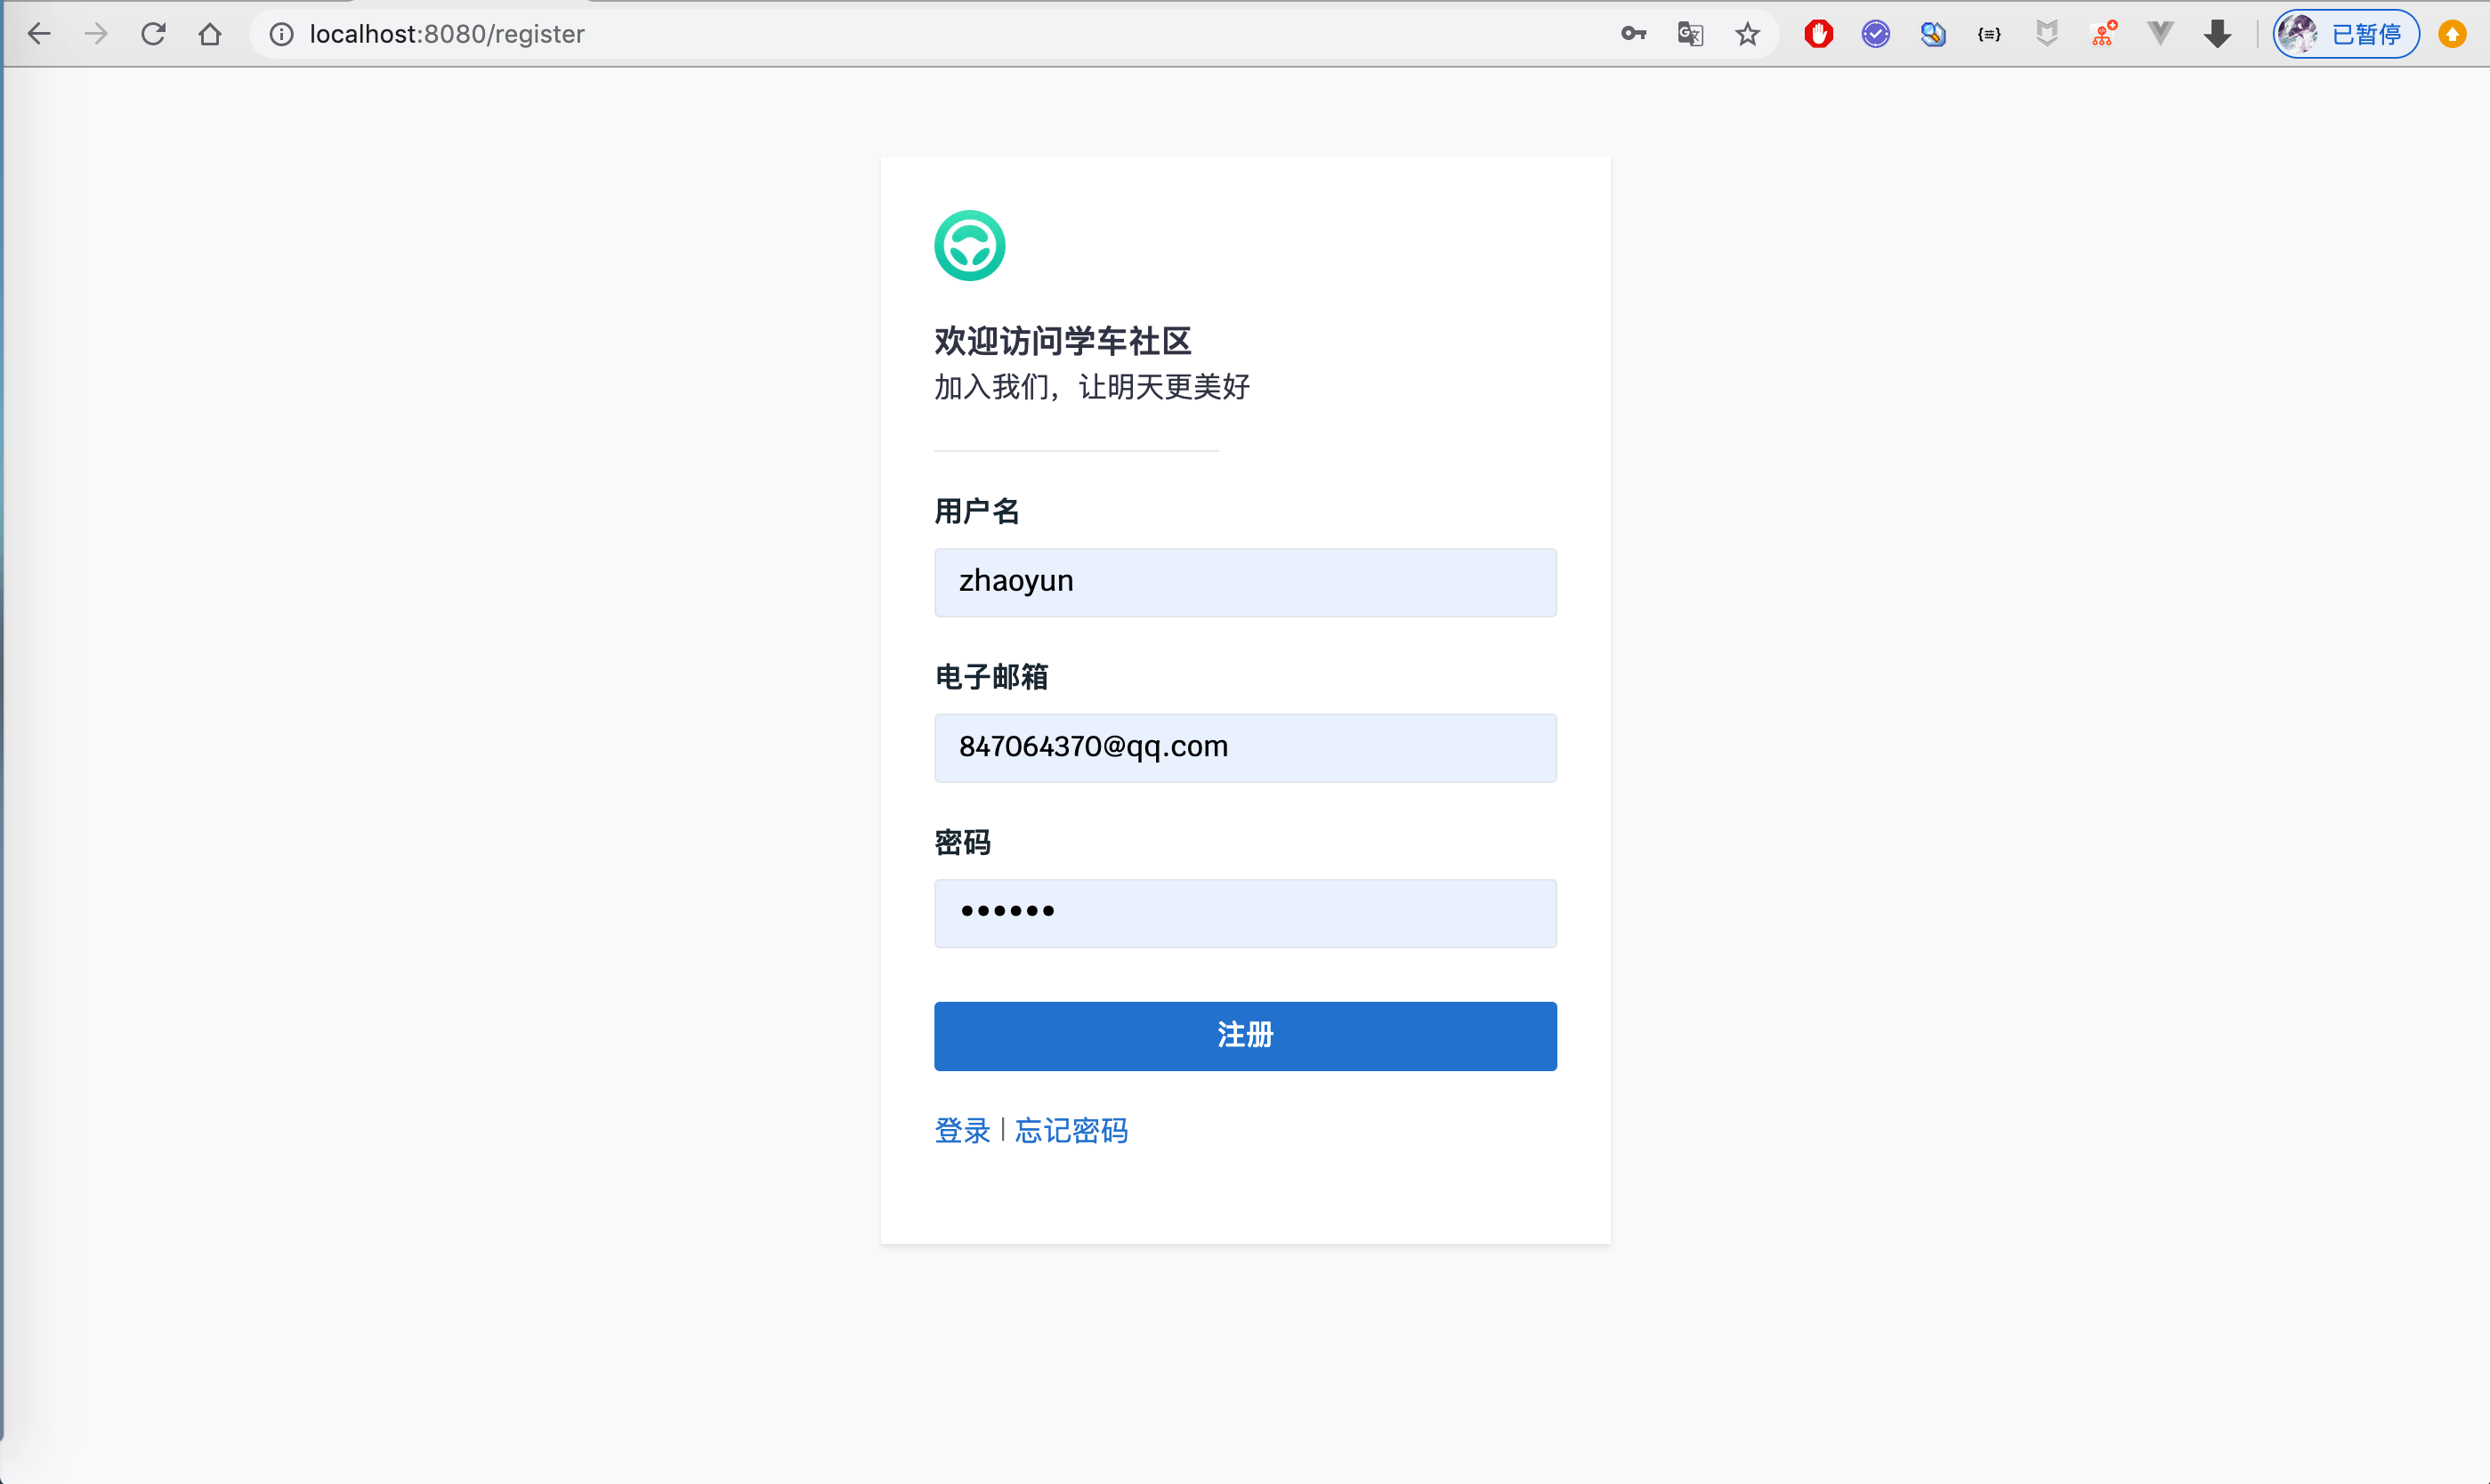 localhost:8080/register
已暂停
欢迎访问学车社区
加入我们，让明天更美好
用户名
zhaoyun
电子邮箱
847064370@qq.com
密码
••••••
注册
登录 | 忘记密码